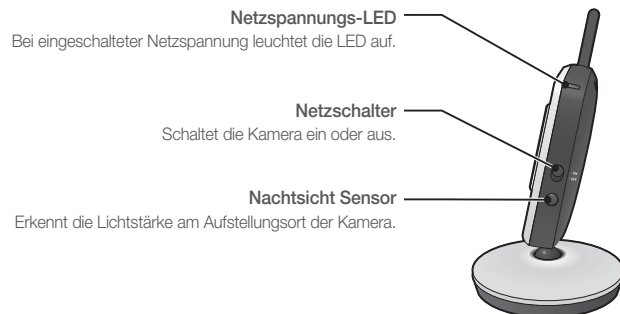 Netzspannungs-LED
Bei eingeschalteter Netzspannung leuchtet die LED auf.
Netzschalter
Schaltet die Kamera ein oder aus.
Nachtsicht Sensor
Erkennt die Lichtstärke am Aufstellungsort der Kamera.